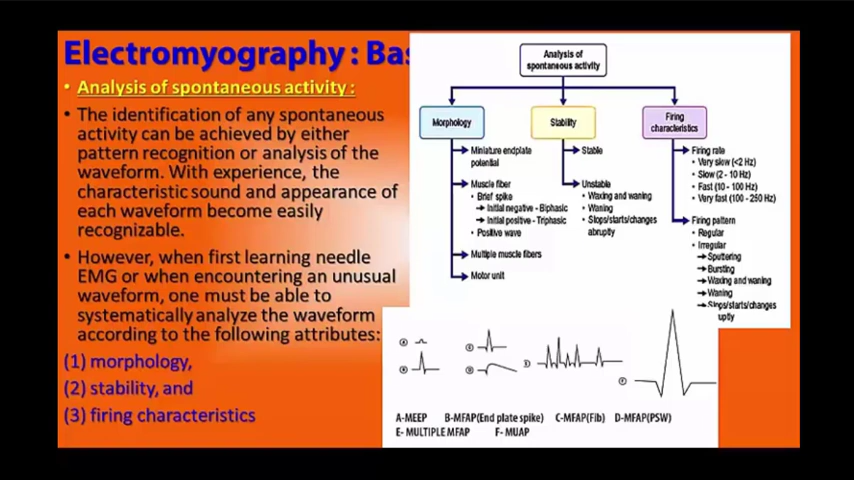 Electromyography : Bas
• Analysis of spontaneous activity :
• The identification of any spontaneous
activity can be achieved by either
pattern recognition or analysis of the
waveform. With experience, the
characteristic sound and appearance of
each waveform become easily
recognizable.
• However, when first learning needle
EMG or when encountering an unusual
waveform, one must be able to
systematically analyze the waveform
according to the following attributes:
(1) morphology,
(2) stability, and
(3) firing characteristics
Analysis of
spontaneous activity
Morphology
Miniature endplate
potential
Muscle fiber
• Brief spike
Initial negative - Biphasic
Initial positive - Triphasic
• Positive wave
Multiple muscle fibers
Motor unit
Stability
Stable
Unstable
• Waxing and waning
• Waning
• Stops/starts/changes
abruptly
Firing
characteristics
Firing rate
• Very slow (<2 Hz)
• Slow (2 - 10 Hz)
• Fast (10 - 100 Hz)
• Very fast (100 - 250 Hz)
Firing pattern
• Regular
• Irregular
Sputtering
Bursting
Waxing and waning
Waning
Stops/starts/changes
uptly
A-MEEP B-MFAP(End plate spike) C-MFAP(Fib) D-MFAP(PSW)
E- MULTIPLE MFAP F- MUAP